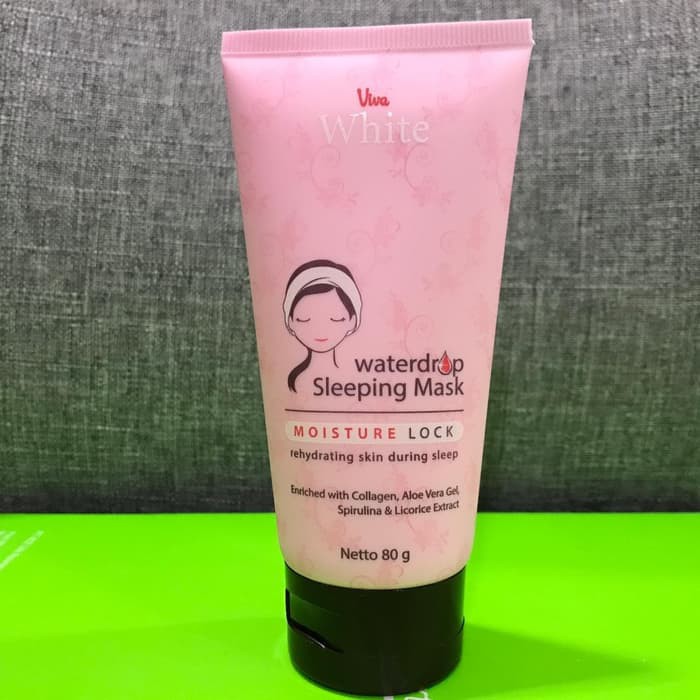 Viva
White
waterdrop
Sleeping Mask
MOISTURE LOCK
rehydrating skin during sleep
Enriched with Collagen, Aloe Vera Gel,
Spirulina & Licorice Extract
Netto 80 g